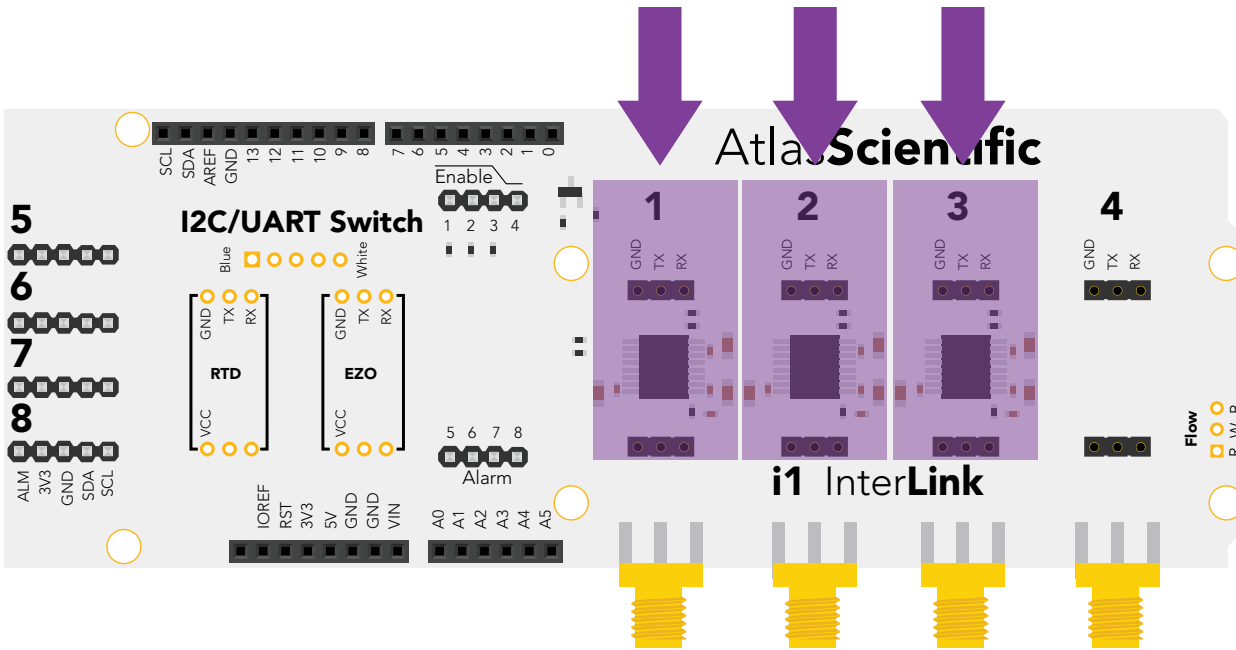 AtlasScientific
SCL
SDA
AREF
GND
13
12
11
10
9
8
7
6
5
4
3
2
1
0
Enable
1 2 3 4
I2C/UART Switch
Blue
White
5
6
7
8
ALM
3V3
GND
SDA
SCL
GND
TX
RX
RTD
VCC
GND
TX
RX
EZO
VCC
5 6 7 8
Alarm
IOREF
RST
3V3
5V
GND
GND
VIN
A0
A1
A2
A3
A4
A5
1
GND
TX
RX
2
GND
TX
RX
3
GND
TX
RX
4
GND
TX
RX
i1 InterLink
Flow
W